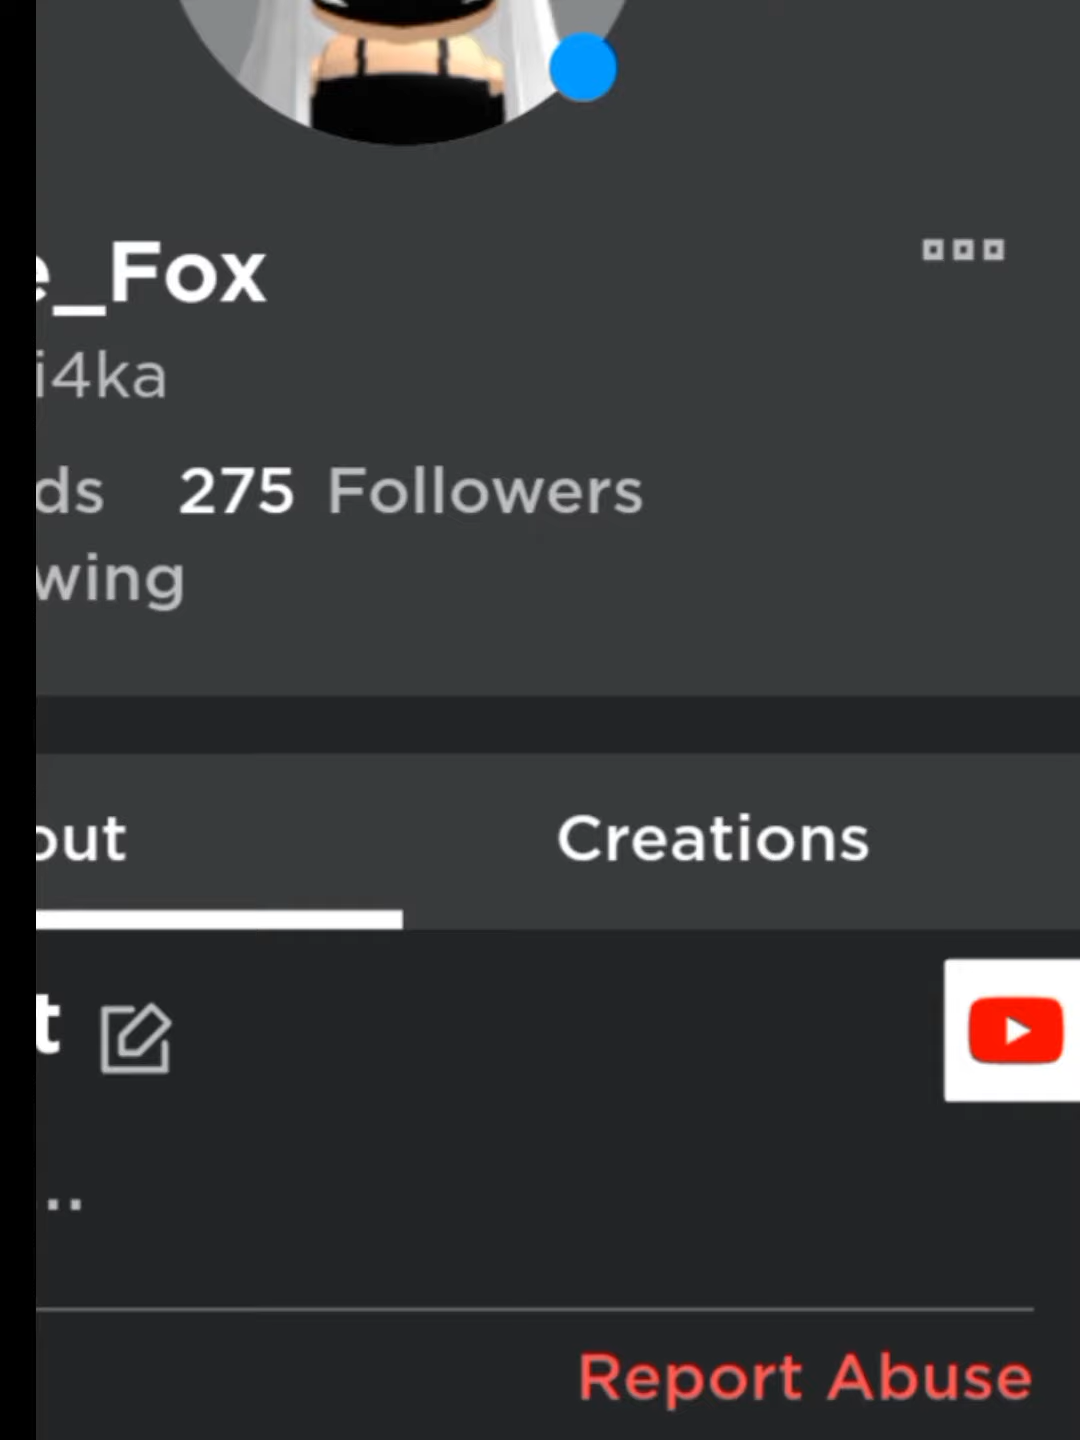 e_Fox
i4ka
ds 275 Followers
wing
out Creations
t
..
Report Abuse